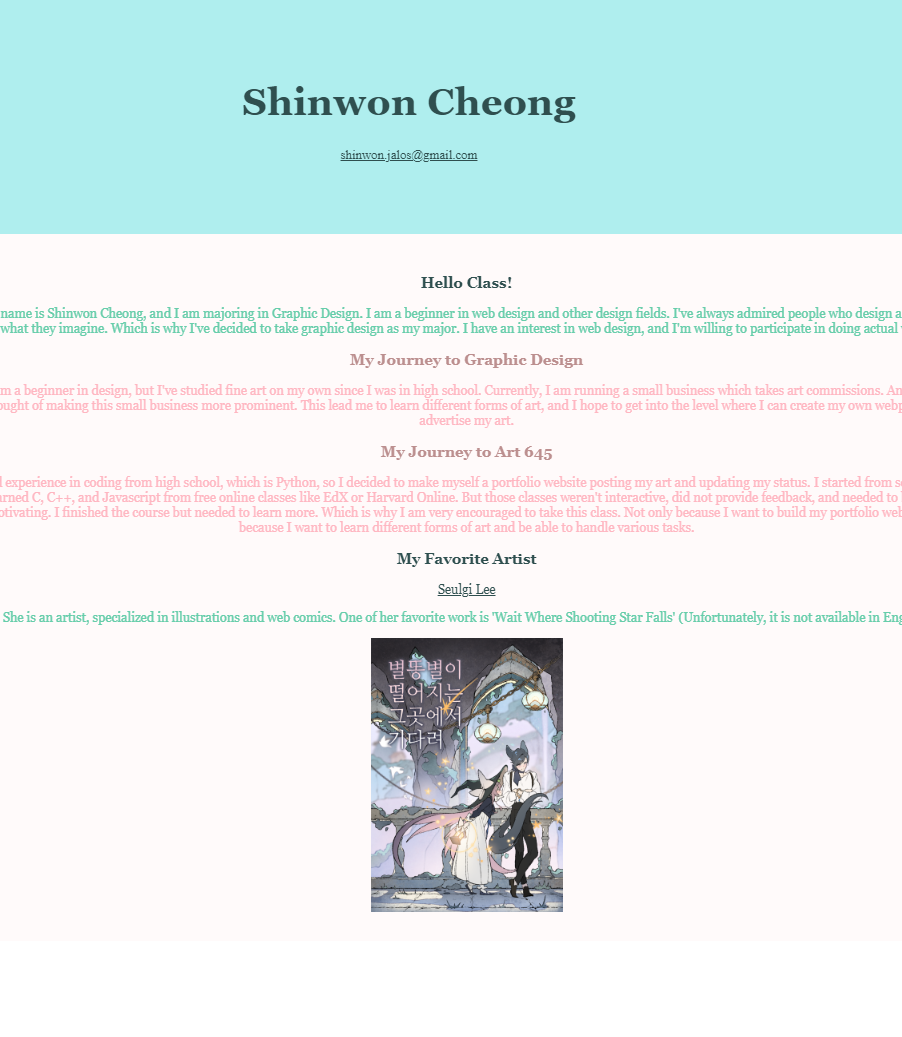 Shinwon Cheong
shinwon.jalos@gmail.com
Hello Class!
name is Shinwon Cheong, and I am majoring in Graphic Design. I am a beginner in web design and other design fields. I've always admired people who design a
what they imagine. Which is why I've decided to take graphic design as my major. I have an interest in web design, and I'm willing to participate in doing actual
My Journey to Graphic Design
m a beginner in design, but I've studied fine art on my own since I was in high school. Currently, I am running a small business which takes art commissions. An
ought of making this small business more prominent. This lead me to learn different forms of art, and I hope to get into the level where I can create my own webp
advertise my art.
My Journey to Art 645
experience in coding from high school, which is Python, so I decided to make myself a portfolio website posting my art and updating my status. I started from s
rned C, C++, and Javascript from free online classes like EdX or Harvard Online. But those classes weren't interactive, did not provide feedback, and needed to
otivating. I finished the course but needed to learn more. Which is why I am very encouraged to take this class. Not only because I want to build my portfolio web
because I want to learn different forms of art and be able to handle various tasks.
My Favorite Artist
Seulgi Lee
She is an artist, specialized in illustrations and web comics. One of her favorite work is 'Wait Where Shooting Star Falls' (Unfortunately, it is not available in Eng
별똥별이
떨어지는
그곳에서
기다려